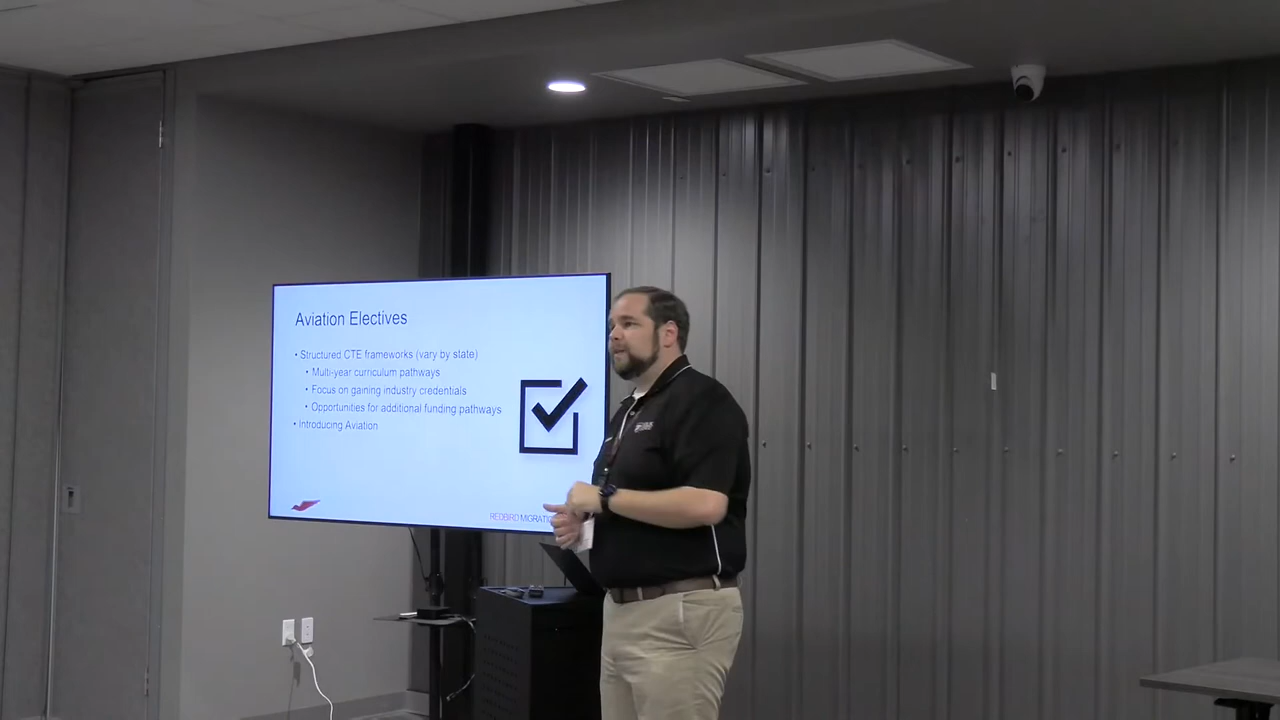 Aviation Electives
• Structured CTE frameworks (vary by state)
• Multi-year curriculum pathways
• Focus on gaining industry credentials
• Opportunities for additional funding pathways
• Introducing Aviation
REDBIRD